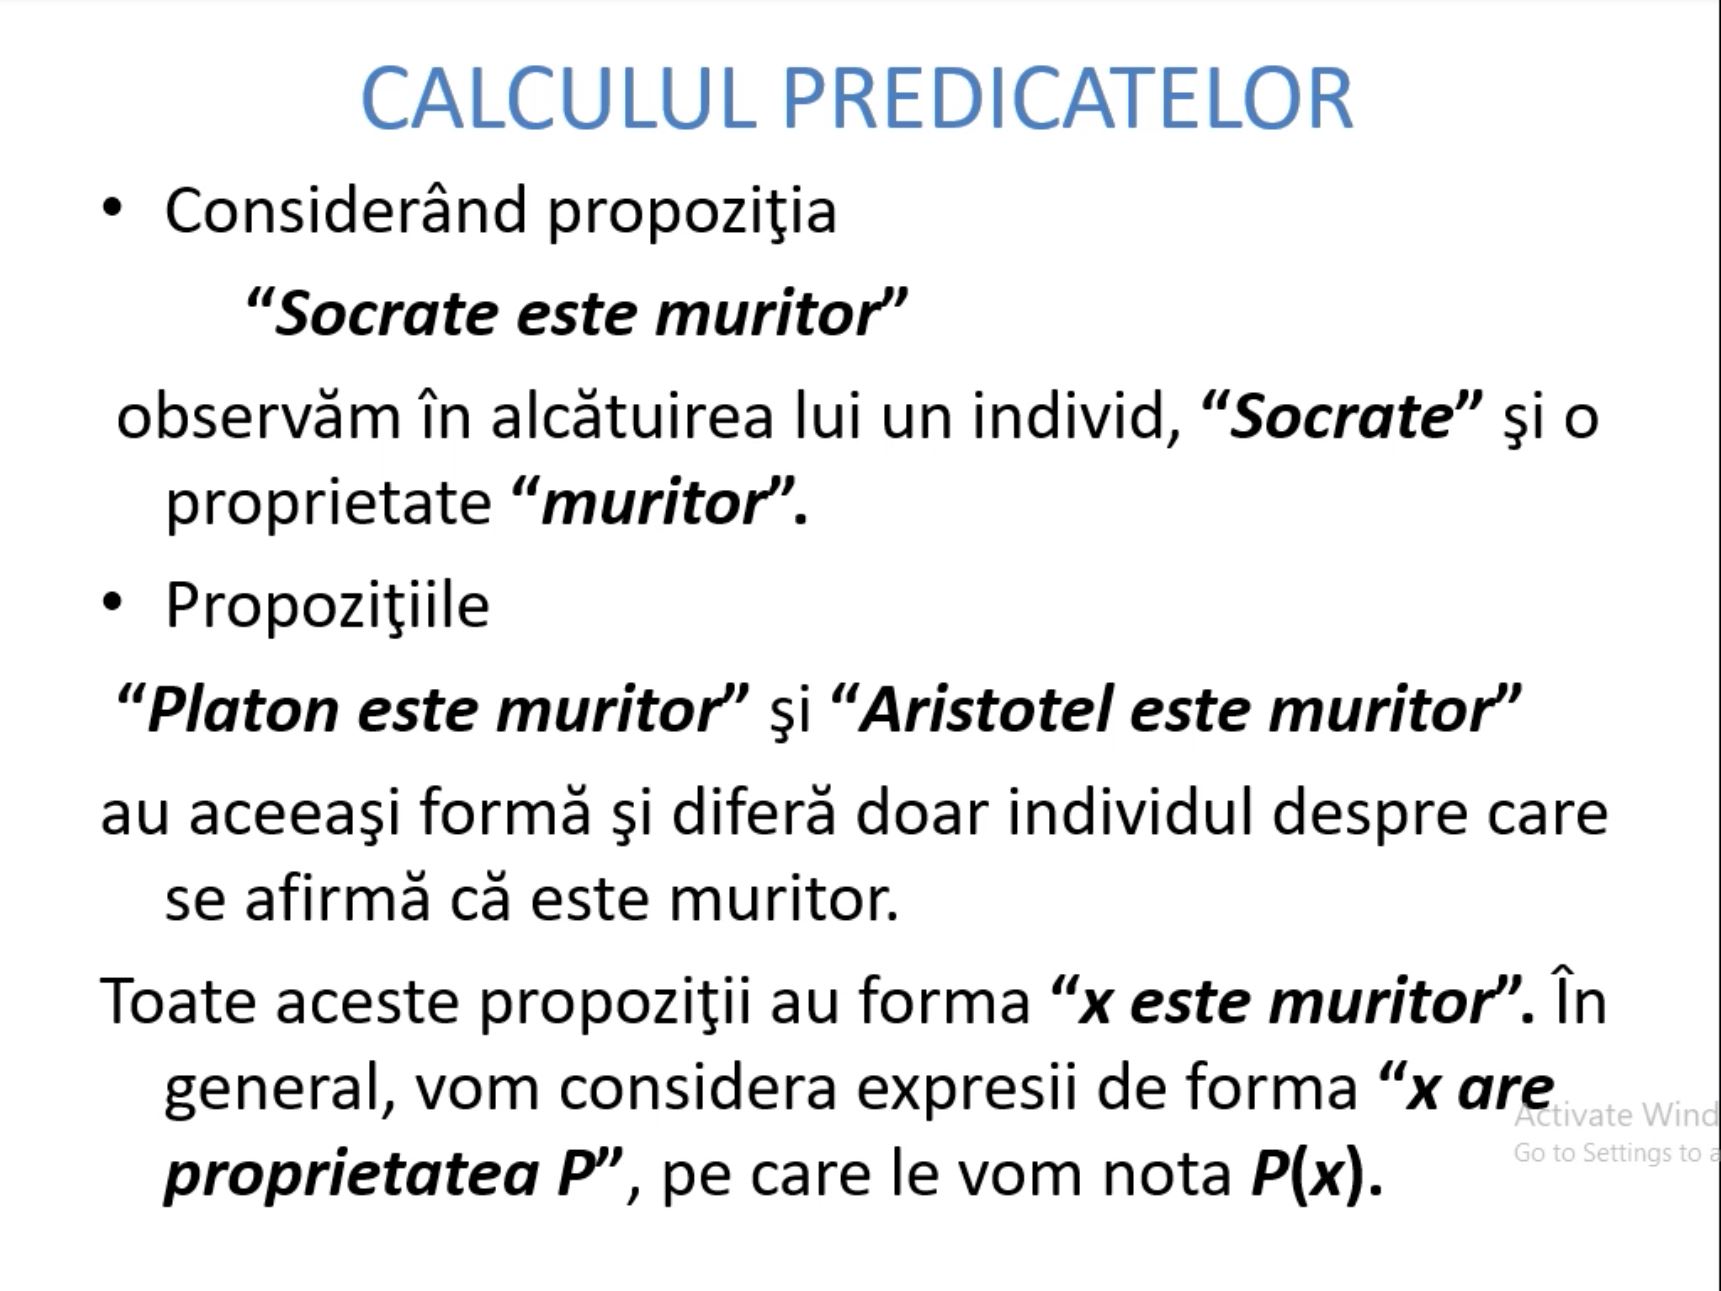 CALCULUL PREDICATELOR
• Considerând propoziţia
“Socrate este muritor”
observăm în alcătuirea lui un individ, “Socrate” şi o
proprietate “muritor”.
• Propoziţiile
“Platon este muritor” şi “Aristotel este muritor”
au aceeaşi formă şi diferă doar individul despre care
se afirmă că este muritor.
Toate aceste propoziţii au forma “x este muritor”. În
general, vom considera expresii de forma “x are
proprietatea P”, pe care le vom nota P(x).
Activate Wind
Go to Settings to a